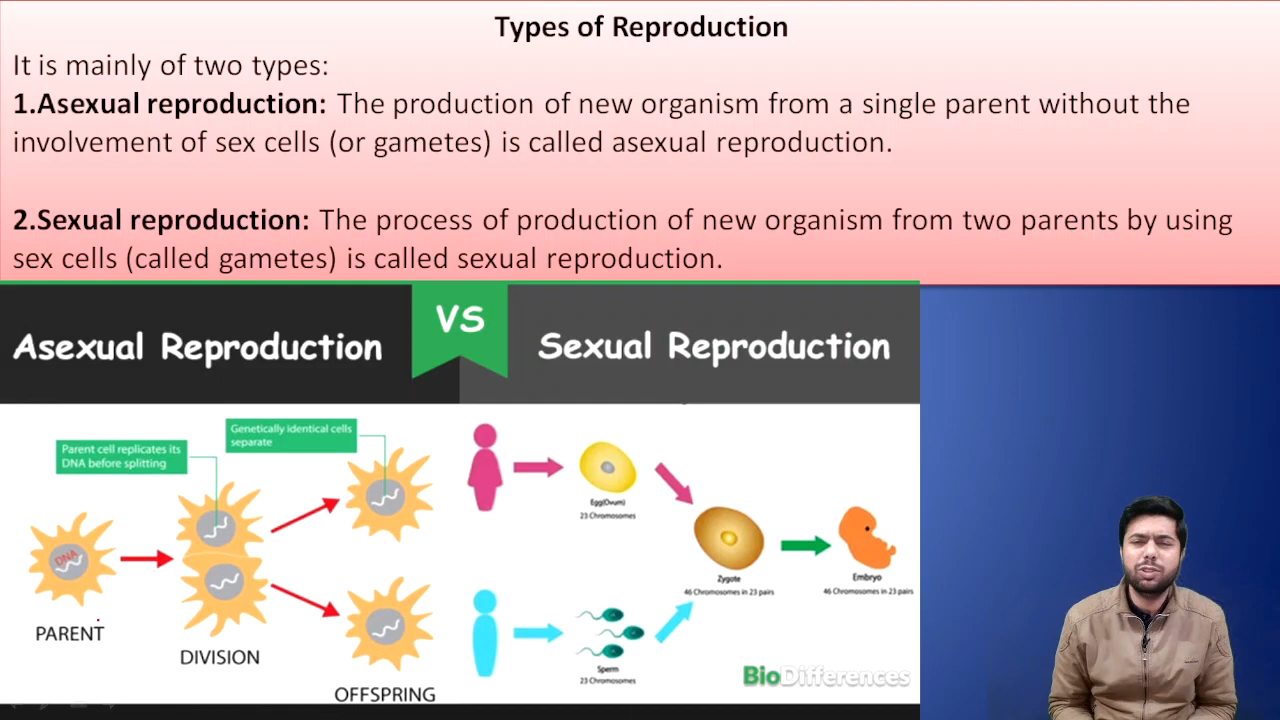 Types of Reproduction
It is mainly of two types:
1.Asexual reproduction: The production of new organism from a single parent without the
involvement of sex cells (or gametes) is called asexual reproduction.
2.Sexual reproduction: The process of production of new organism from two parents by using
sex cells (called gametes) is called sexual reproduction.
Asexual Reproduction
VS
Sexual Reproduction
Parent cell replicates its
DNA before splitting
Genetically identical cells
separate
DNA
PARENT
DIVISION
OFFSPRING
Egg(Ovum)
23 Chromosomes
Zygote
46 Chromosomes in 23 pairs
Embryo
46 Chromosomes in 23 pairs
Sperm
23 Chromosomes
BioDifferences